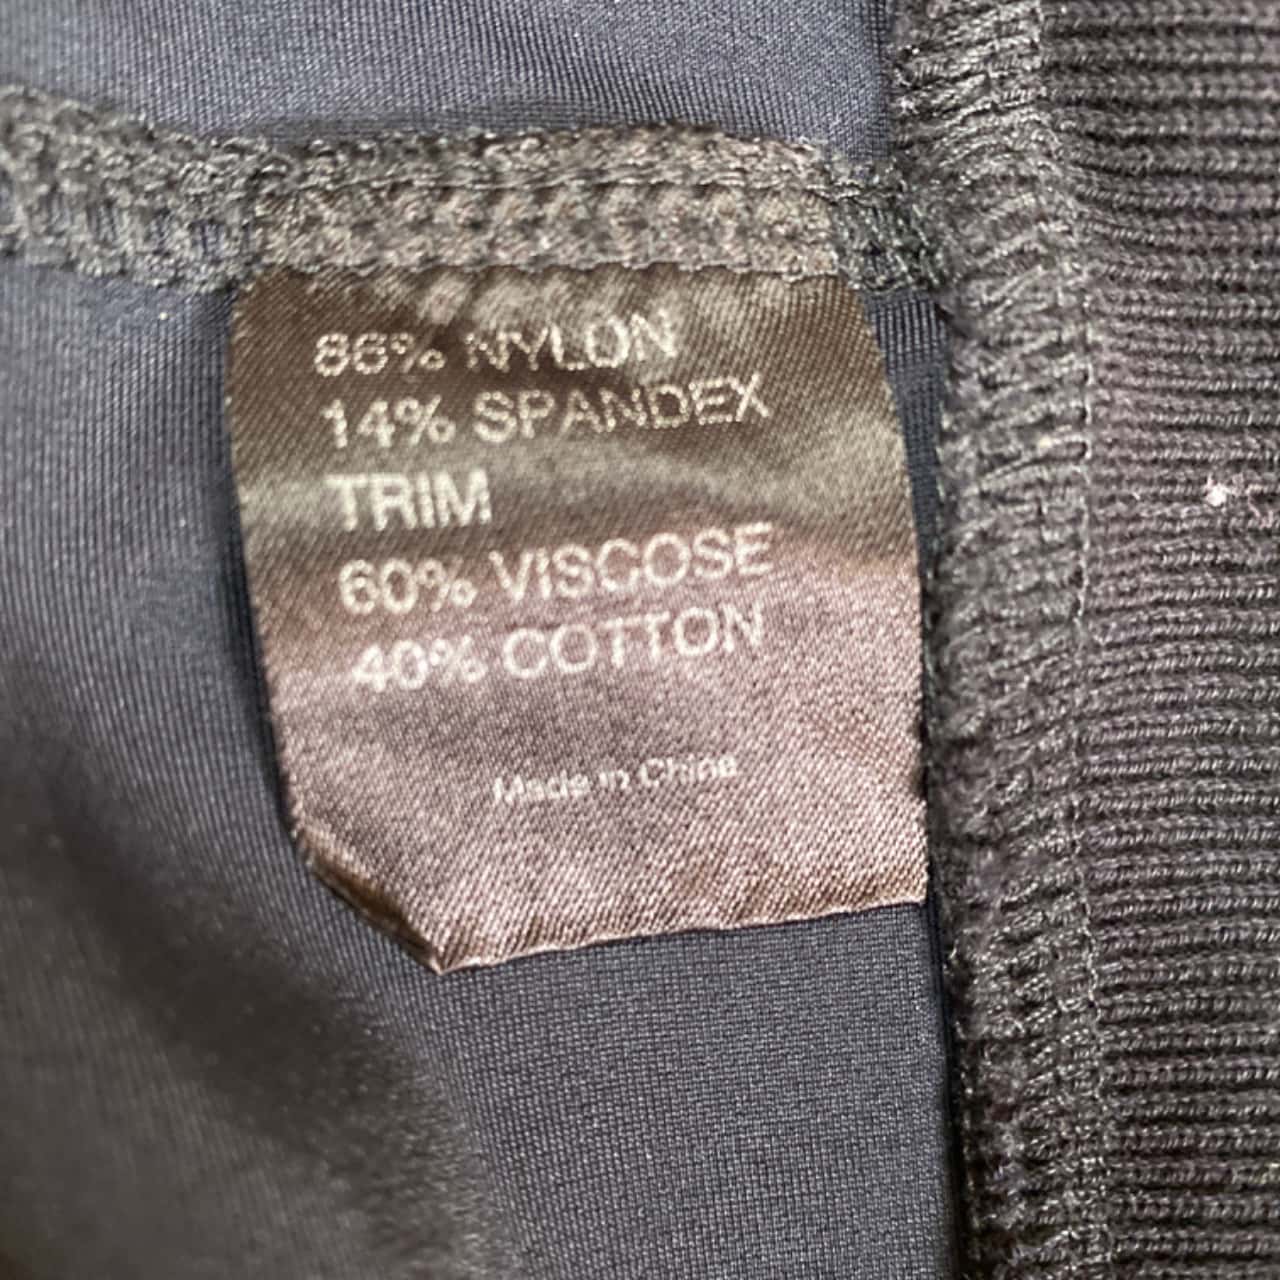 86% NYLON
14% SPANDEX
TRIM
60% VISCOSE
40% COTTON
Made in China